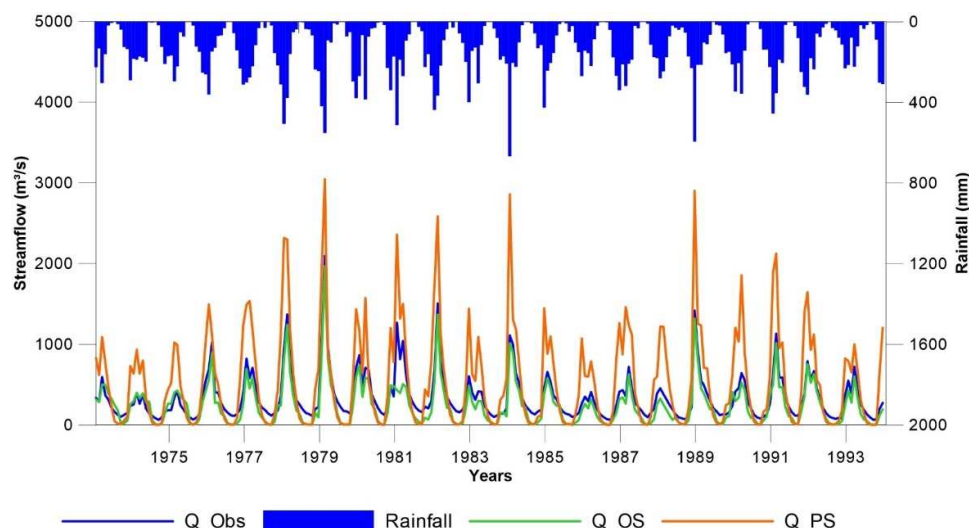 5000
4000
3000
2000
1000
0
Streamflow (m³/s)
0
400
800
1200
1600
2000
Rainfall (mm)
1975 1977 1979 1981 1983 1985 1987 1989 1991 1993
Years
Q_Obs Rainfall Q_OS Q_PS